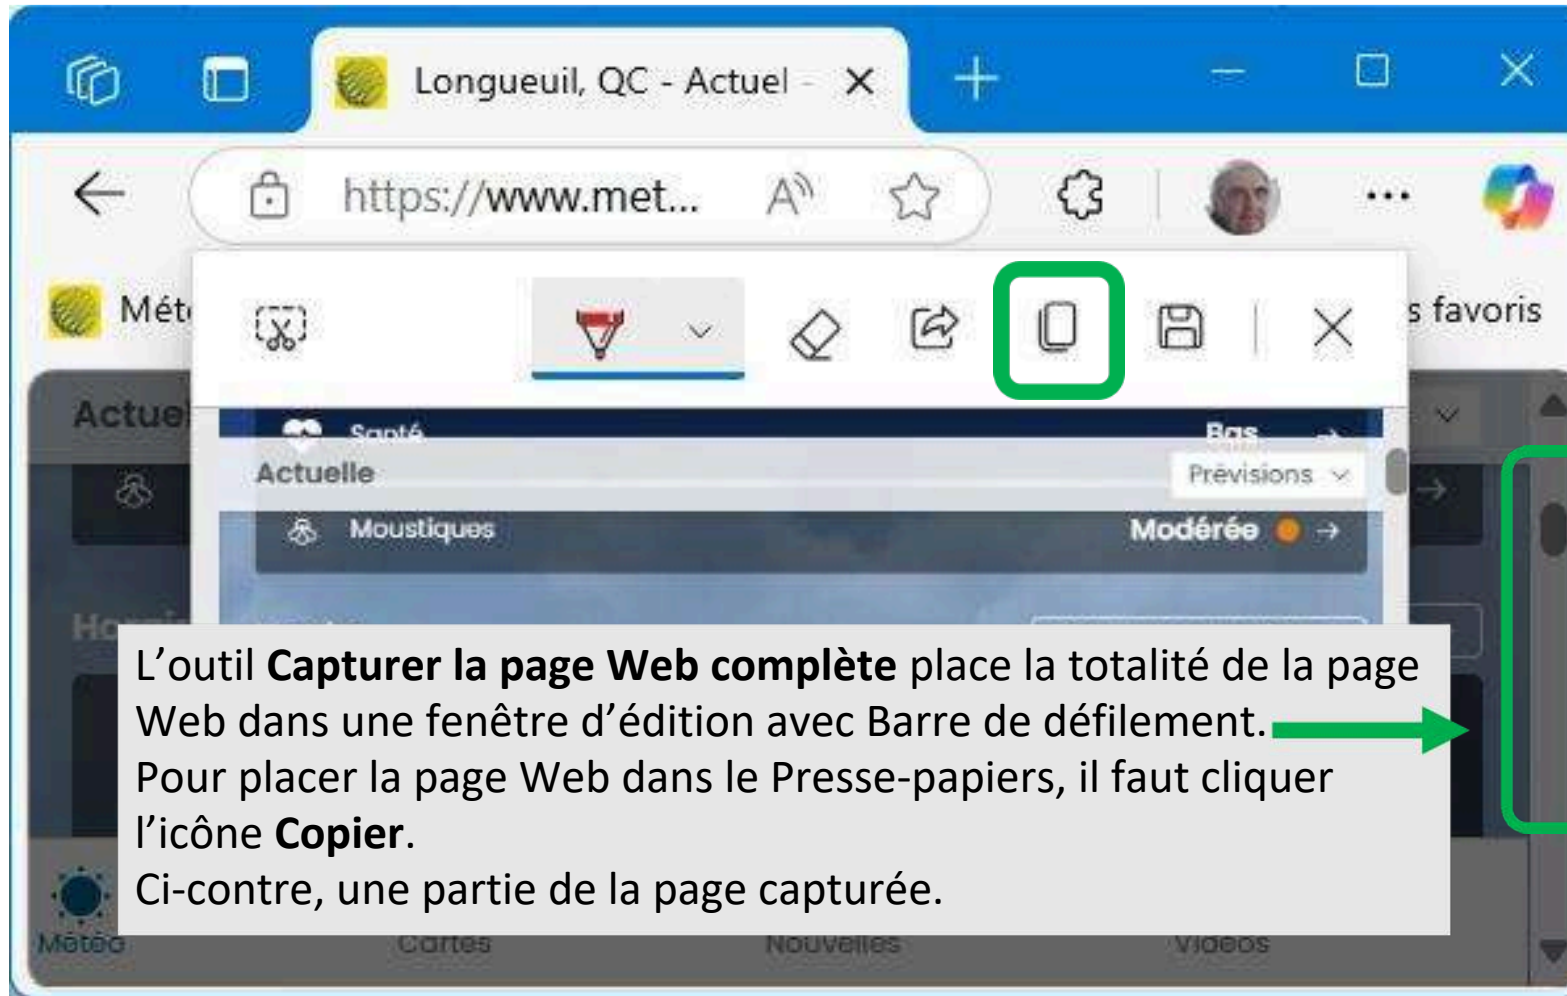 Longueuil, QC - Actuel -
https://www.met...
Mét
s favoris
Actuel
Santé
Bas
Actuelle
Prévisions
Moustiques
Modérée
L’outil Capturer la page Web complète place la totalité de la page
Web dans une fenêtre d’édition avec Barre de défilement.
Pour placer la page Web dans le Presse-papiers, il faut cliquer
l’icône Copier.
Ci-contre, une partie de la page capturée.
Météo
Cartes
Nouvelles
Vidéos